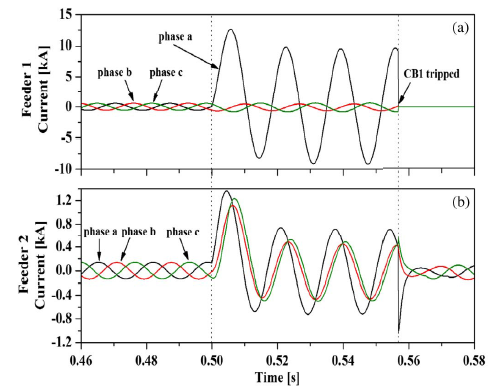 15
10
5
0
-5
-10
Feeder 1
Current [kA]
phase a
phase b
phase c
(a)
CB1 tripped
1.2
0.8
0.4
0.0
-0.4
-0.8
-1.2
Feeder 2
Current [kA]
phase a phase b phase c
(b)
0.46 0.48 0.50 0.52 0.54 0.56 0.58
Time [s]